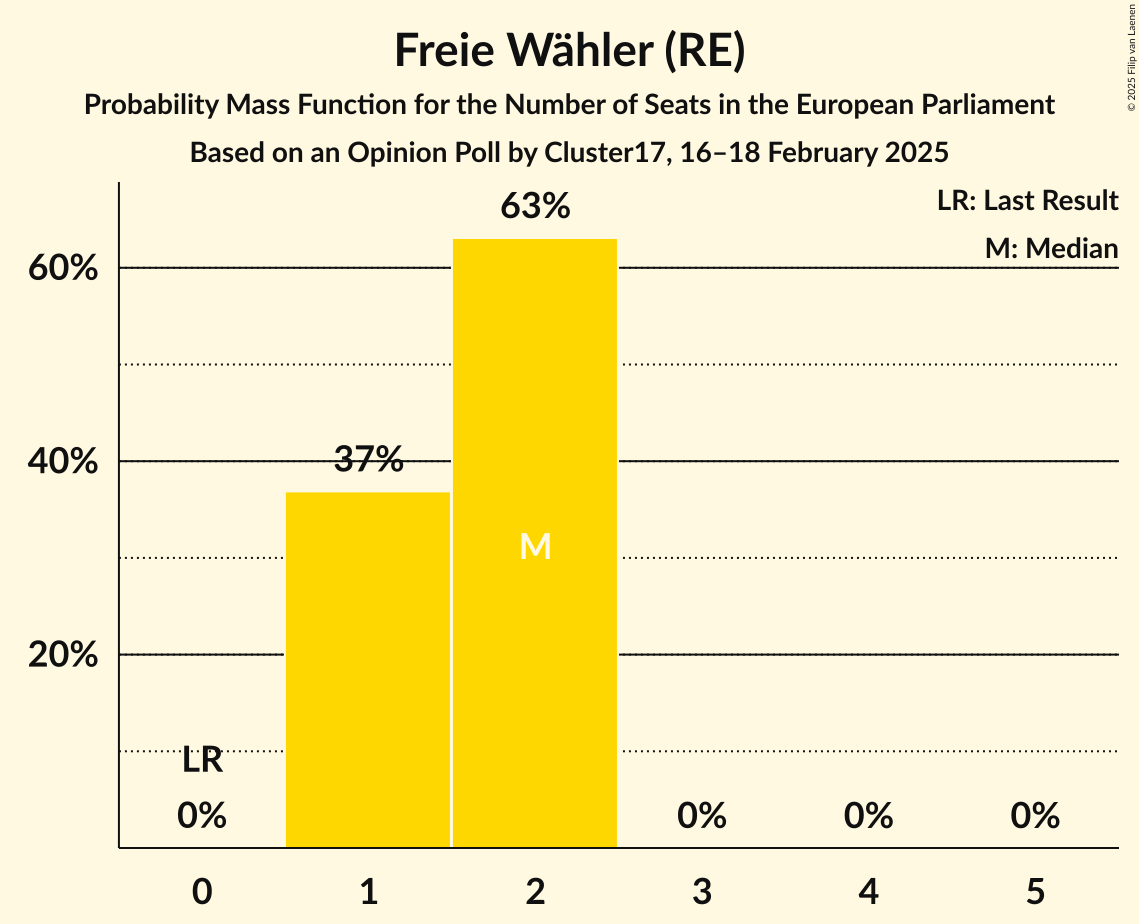 Freie Wähler (RE)
Probability Mass Function for the Number of Seats in the European Parliament
Based on an Opinion Poll by Cluster17, 16–18 February 2025
© 2025 Filip van Laenen
LR: Last Result
M: Median
63%
60%
40%
37%
M
20%
LR
0%
0%
0%
0%
0
1
2
3
4
5